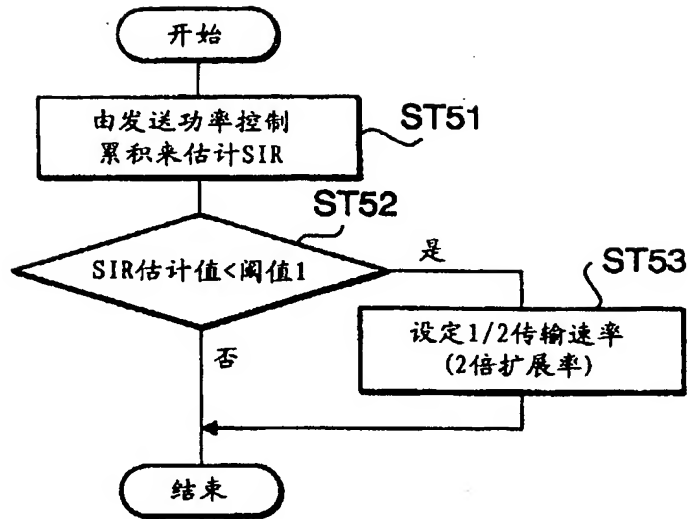 开始
由发送功率控制
累积来估计SIR
ST51
ST52
SIR估计值<阈值1
是
ST53
设定1/2传输速率
(2倍扩展率)
否
结束